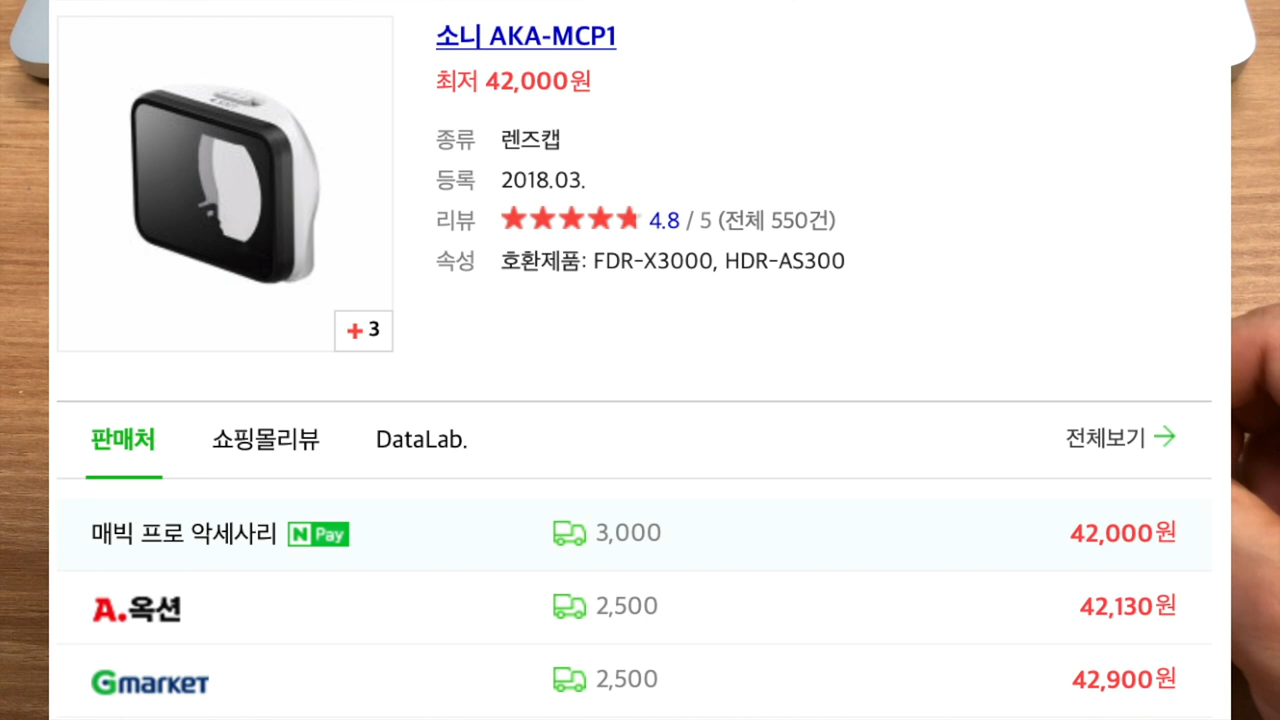 소니 AKA-MCP1
최저 42,000원
종류 렌즈캡
등록 2018.03.
리뷰 4.8 / 5 (전체 550건)
속성 호환제품: FDR-X3000, HDR-AS300
+ 3
판매처 쇼핑몰리뷰 DataLab. 전체보기
매빅 프로 악세사리 N Pay 3,000 42,000원
A.옥션 2,500 42,130원
Gmarket 2,500 42,900원